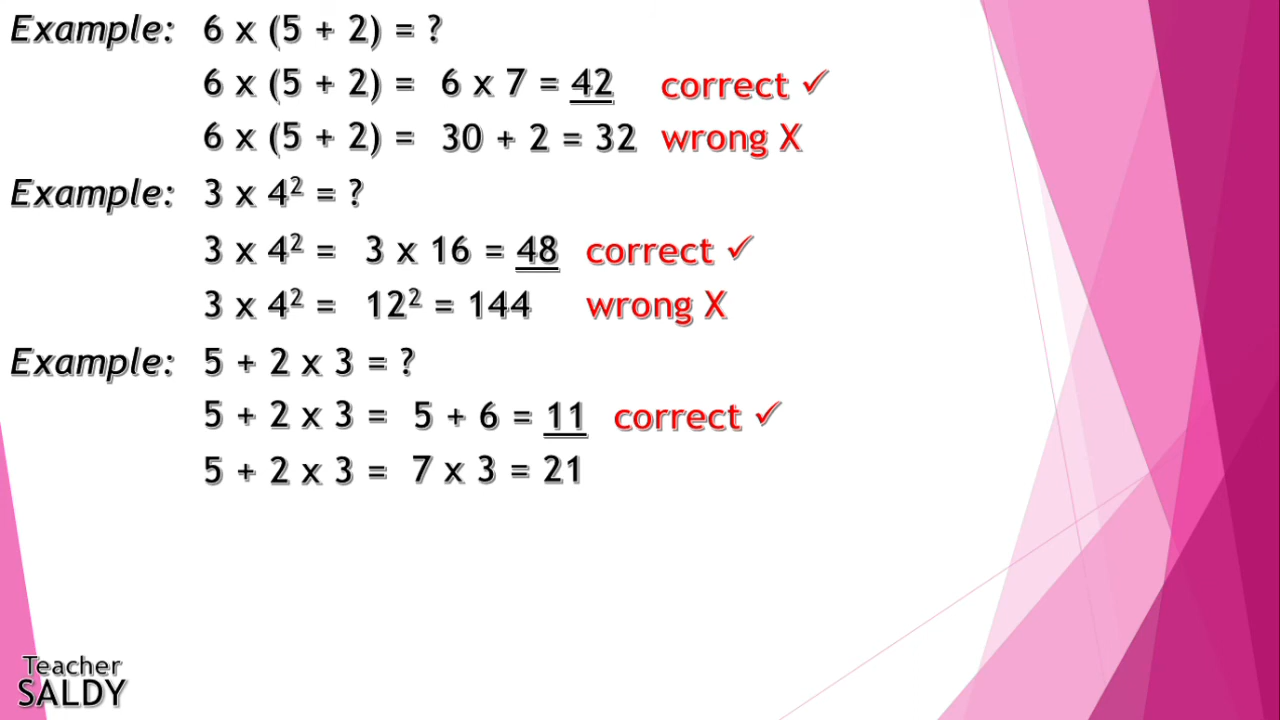 Example: 6 x (5 + 2) = ?
6 x (5 + 2) = 6 x 7 = 42 correct ✓
6 x (5 + 2) = 30 + 2 = 32 wrong X
Example: 3 x 4² = ?
3 x 4² = 3 x 16 = 48 correct ✓
3 x 4² = 12² = 144 wrong X
Example: 5 + 2 x 3 = ?
5 + 2 x 3 = 5 + 6 = 11 correct ✓
5 + 2 x 3 = 7 x 3 = 21
Teacher
SALDY